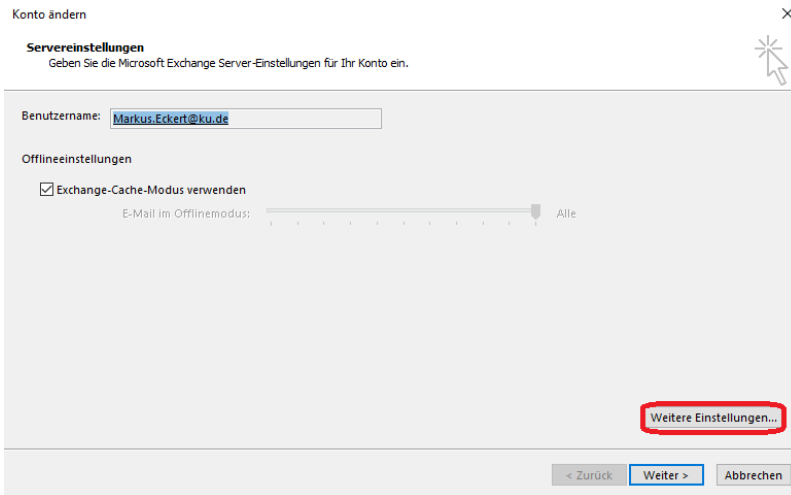 Konto ändern
Servereinstellungen
Geben Sie die Microsoft Exchange Server-Einstellungen für Ihr Konto ein.
Benutzername: Markus.Eckert@ku.de
Offlineeinstellungen
Exchange-Cache-Modus verwenden
E-Mail im Offlinemodus: Alle
Weitere Einstellungen...
< Zurück Weiter > Abbrechen